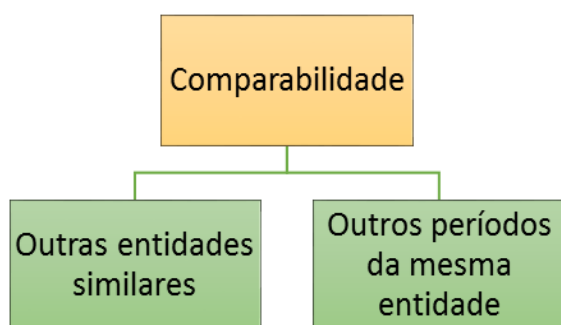 Comparabilidade
Outras entidades
similares
Outros períodos
da mesma
entidade